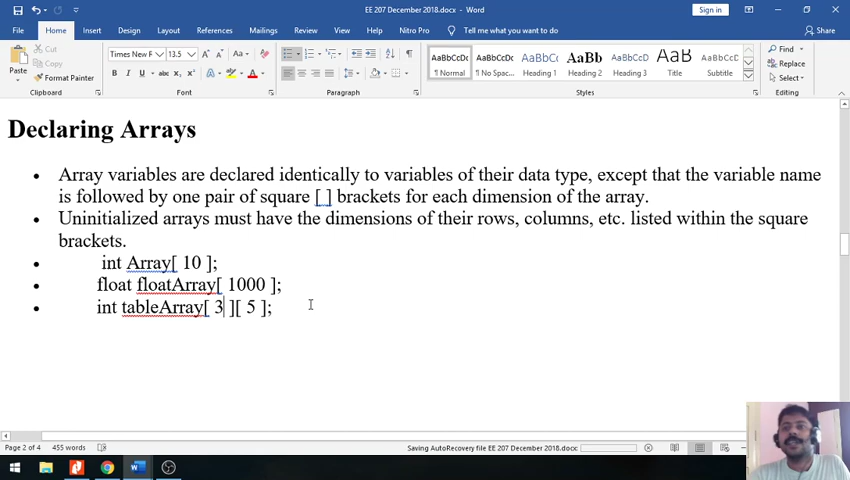 EE 207 December 2018.docx - Word
Sign in
File Home Insert Design Layout References Mailings Review View Help Nitro Pro Tell me what you want to do Share
Paste
Cut
Copy
Format Painter
Times New R 13.5
Aa
B I U abc x₂ x²
AaBbCcDc AaBbCcDc AaBbCc AaBb AaBbCcD AaB AaBbCcD
¶ Normal ¶ No Spac... Heading 1 Heading 2 Heading 3 Title Subtitle
Find
Replace
Select
Clipboard Font Paragraph Styles Editing
Declaring Arrays
• Array variables are declared identically to variables of their data type, except that the variable name
is followed by one pair of square [ ] brackets for each dimension of the array.
• Uninitialized arrays must have the dimensions of their rows, columns, etc. listed within the square
brackets.
• int Array[ 10 ];
• float floatArray[ 1000 ];
• int tableArray[ 3 ][ 5 ];
Page 2 of 4 455 words Saving AutoRecovery file EE 207 December 2018.docx: